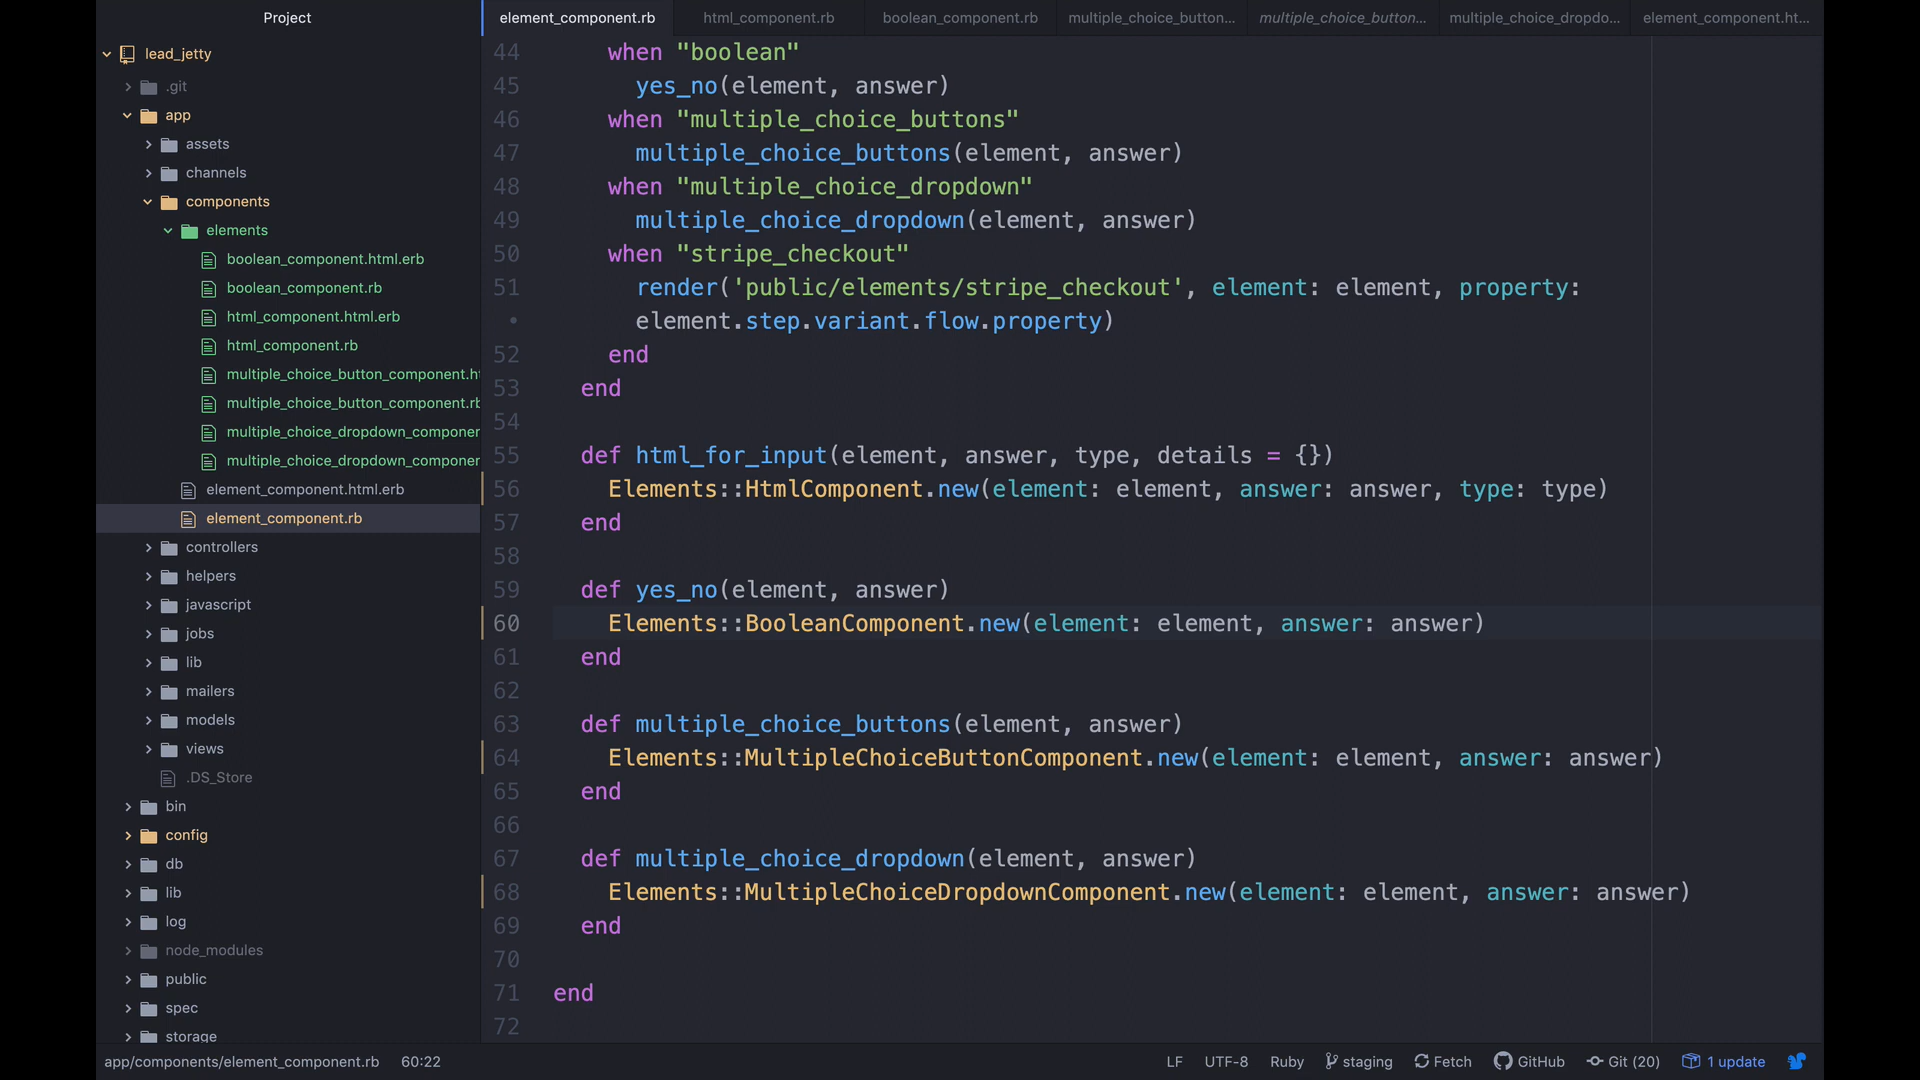 Project
lead_jetty
.git
app
assets
channels
components
elements
boolean_component.html.erb
boolean_component.rb
html_component.html.erb
html_component.rb
multiple_choice_button_component.ht
multiple_choice_button_component.rb
multiple_choice_dropdown_componen
multiple_choice_dropdown_componen
element_component.html.erb
element_component.rb
controllers
helpers
javascript
jobs
lib
mailers
models
views
.DS_Store
bin
config
db
lib
log
node_modules
public
spec
storage
element_component.rb html_component.rb boolean_component.rb multiple_choice_button... multiple_choice_button... multiple_choice_dropdo... element_component.ht...
44 when "boolean"
45 yes_no(element, answer)
46 when "multiple_choice_buttons"
47 multiple_choice_buttons(element, answer)
48 when "multiple_choice_dropdown"
49 multiple_choice_dropdown(element, answer)
50 when "stripe_checkout"
51 render('public/elements/stripe_checkout', element: element, property:
• element.step.variant.flow.property)
52 end
53 end
54
55 def html_for_input(element, answer, type, details = {})
56 Elements::HtmlComponent.new(element: element, answer: answer, type: type)
57 end
58
59 def yes_no(element, answer)
60 Elements::BooleanComponent.new(element: element, answer: answer)
61 end
62
63 def multiple_choice_buttons(element, answer)
64 Elements::MultipleChoiceButtonComponent.new(element: element, answer: answer)
65 end
66
67 def multiple_choice_dropdown(element, answer)
68 Elements::MultipleChoiceDropdownComponent.new(element: element, answer: answer)
69 end
70
71 end
72
app/components/element_component.rb 60:22 LF UTF-8 Ruby staging Fetch GitHub Git (20) 1 update